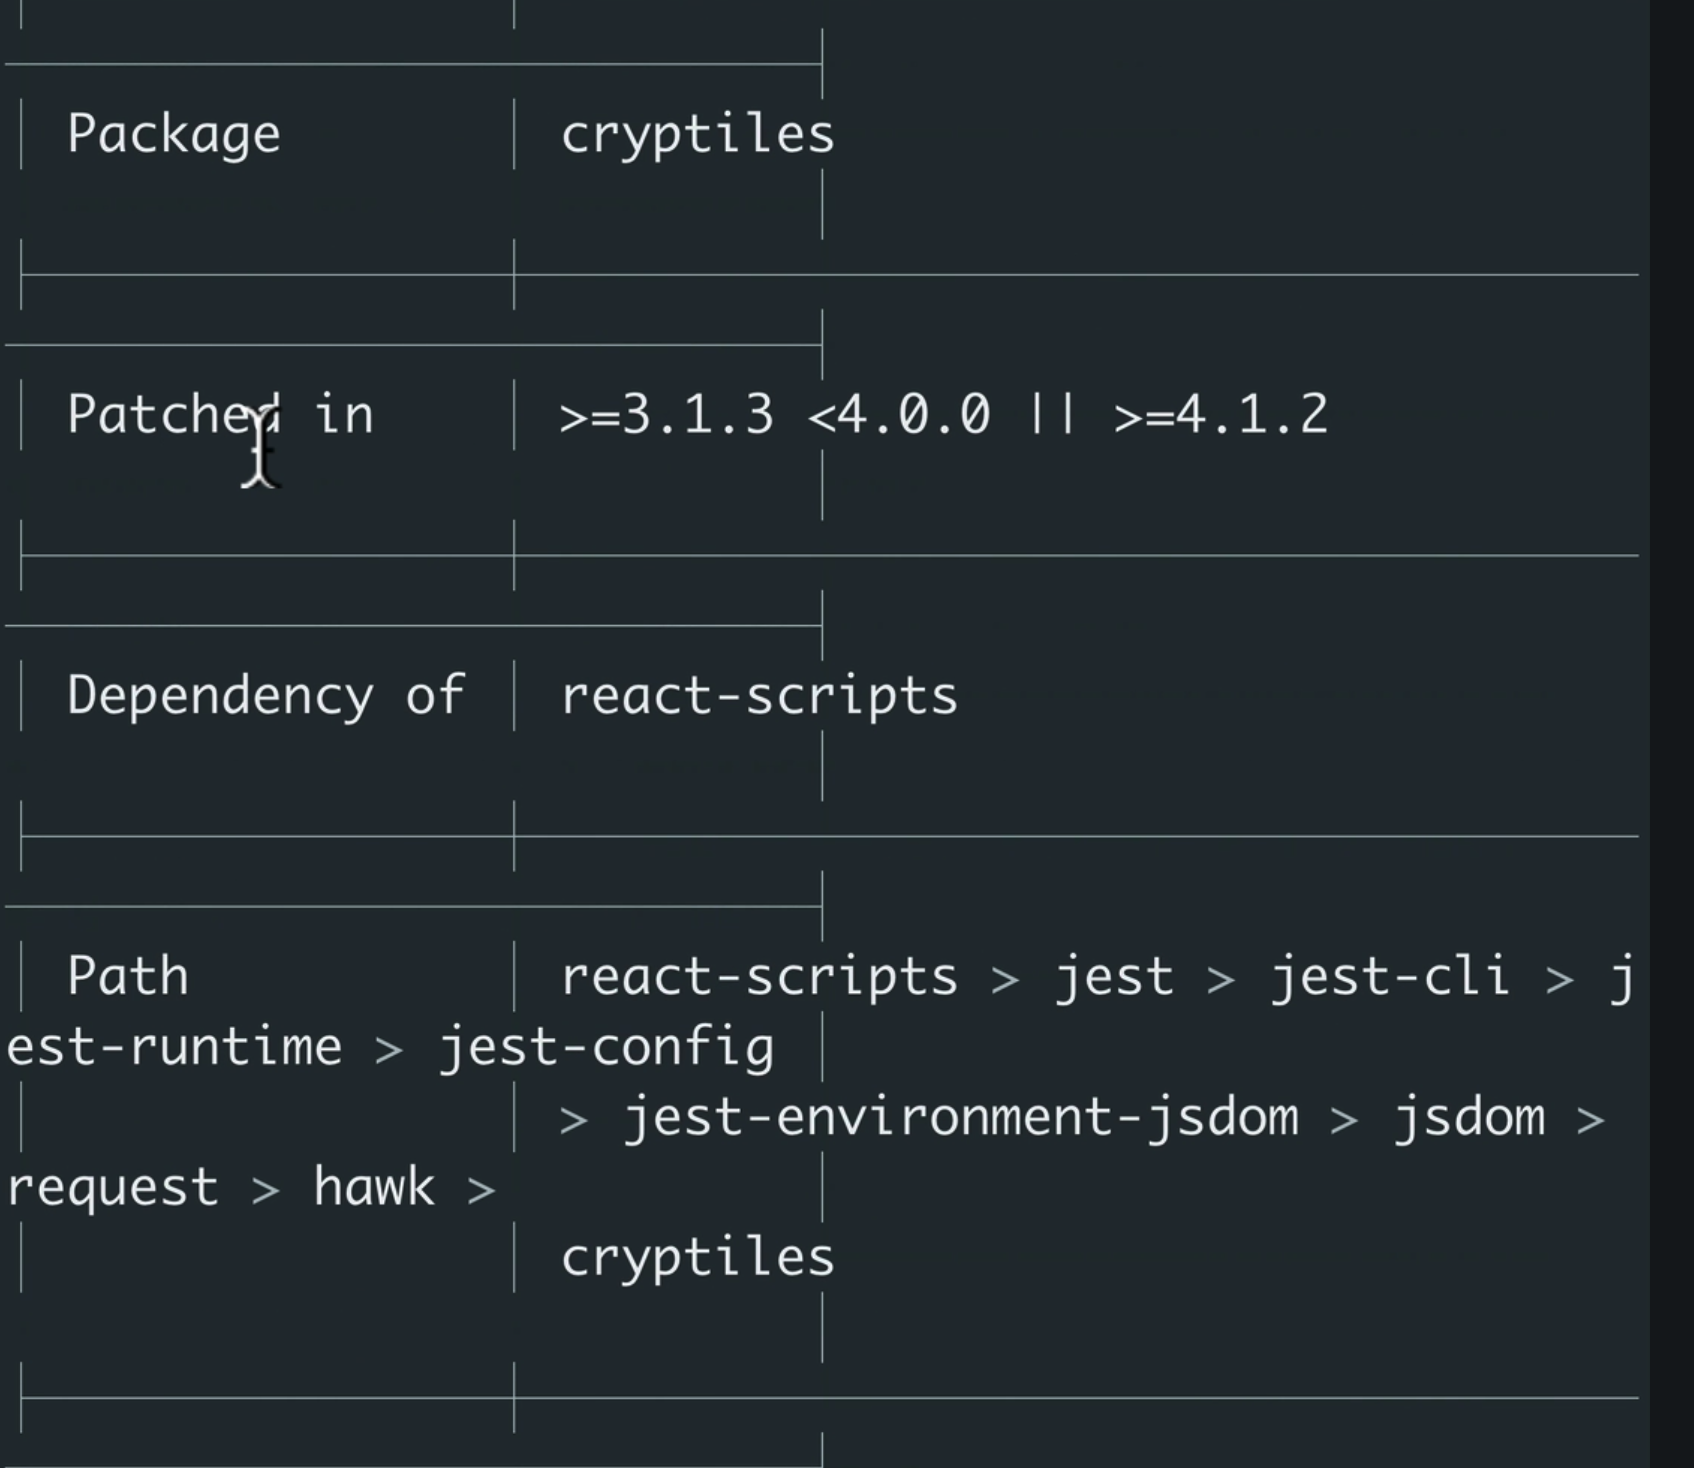 Package cryptiles
Patched in >=3.1.3 <4.0.0 || >=4.1.2
Dependency of react-scripts
Path react-scripts > jest > jest-cli > j
est-runtime > jest-config
> jest-environment-jsdom > jsdom >
request > hawk >
cryptiles